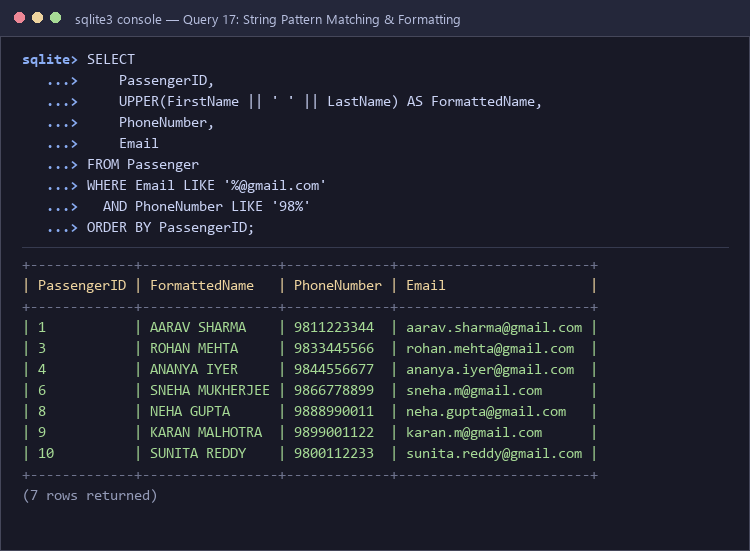 sqlite3 console — Query 17: String Pattern Matching & Formatting
sqlite> SELECT
   ...>     PassengerID,
   ...>     UPPER(FirstName || ' ' || LastName) AS FormattedName,
   ...>     PhoneNumber,
   ...>     Email
   ...> FROM Passenger
   ...> WHERE Email LIKE '%@gmail.com'
   ...>   AND PhoneNumber LIKE '98%'
   ...> ORDER BY PassengerID;
+-------------+-----------------+-------------+------------------------+
| PassengerID | FormattedName   | PhoneNumber | Email                  |
+-------------+-----------------+-------------+------------------------+
| 1           | AARAV SHARMA    | 9811223344  | aarav.sharma@gmail.com |
| 3           | ROHAN MEHTA     | 9833445566  | rohan.mehta@gmail.com  |
| 4           | ANANYA IYER     | 9844556677  | ananya.iyer@gmail.com  |
| 6           | SNEHA MUKHERJEE | 9866778899  | sneha.m@gmail.com      |
| 8           | NEHA GUPTA      | 9888990011  | neha.gupta@gmail.com   |
| 9           | KARAN MALHOTRA  | 9899001122  | karan.m@gmail.com      |
| 10          | SUNITA REDDY    | 9800112233  | sunita.reddy@gmail.com |
+-------------+-----------------+-------------+------------------------+
(7 rows returned)